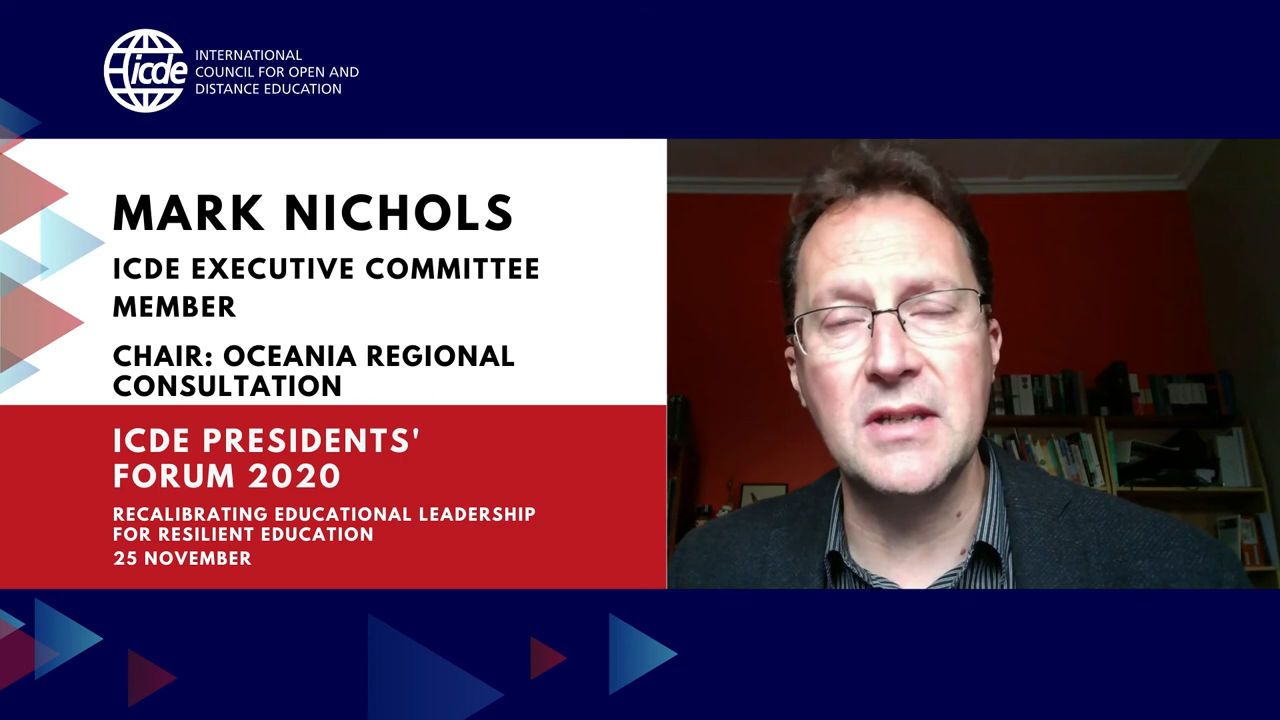 icde
INTERNATIONAL
COUNCIL FOR OPEN AND
DISTANCE EDUCATION
MARK NICHOLS
ICDE EXECUTIVE COMMITTEE
MEMBER
CHAIR: OCEANIA REGIONAL
CONSULTATION
ICDE PRESIDENTS'
FORUM 2020
RECALIBRATING EDUCATIONAL LEADERSHIP
FOR RESILIENT EDUCATION
25 NOVEMBER